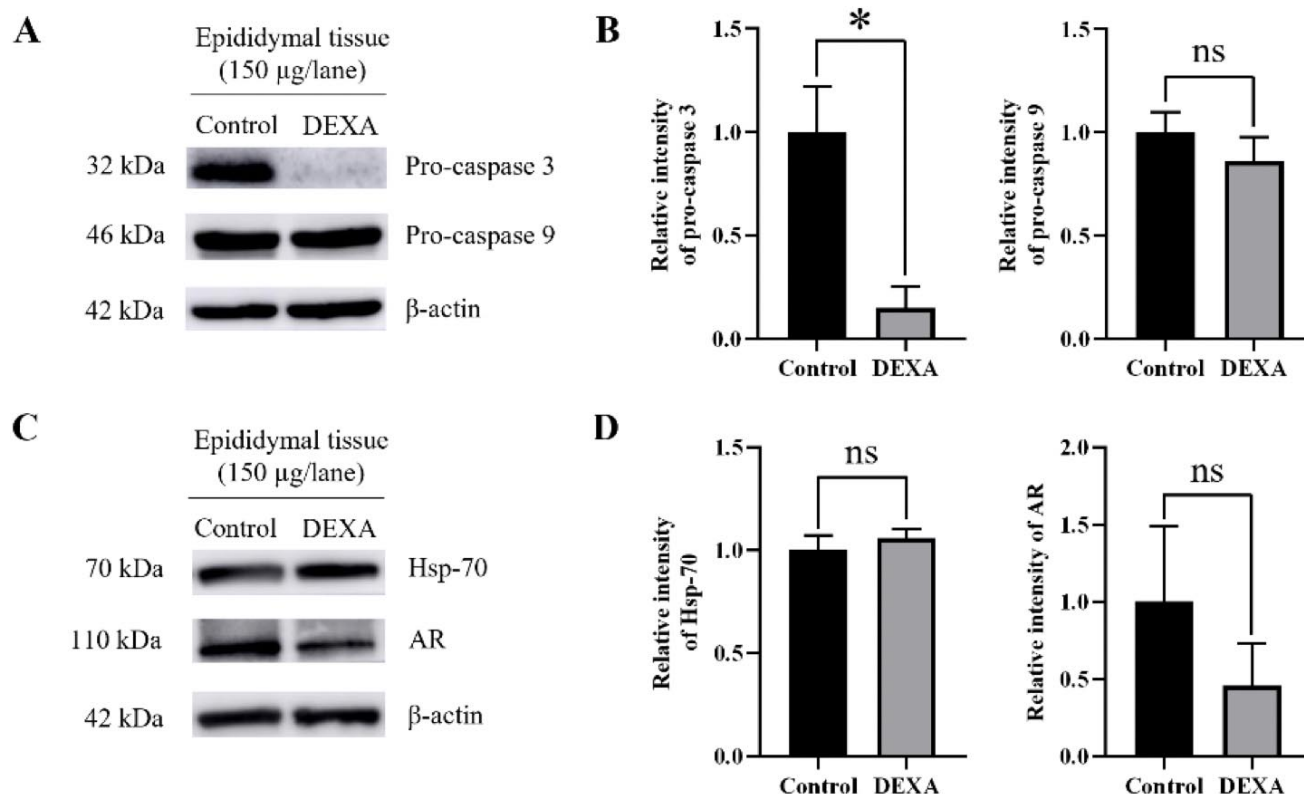 A
Epididymal tissue
(150 µg/lane)
Control DEXA
32 kDa Pro-caspase 3
46 kDa Pro-caspase 9
42 kDa β-actin
B
Relative intensity
of pro-caspase 3
1.5
1.0
0.5
0.0
*
Control DEXA
Relative intensity
of pro-caspase 9
1.5
1.0
0.5
0.0
ns
Control DEXA
C
Epididymal tissue
(150 µg/lane)
Control DEXA
70 kDa Hsp-70
110 kDa AR
42 kDa β-actin
D
Relative intensity
of Hsp-70
1.5
1.0
0.5
0.0
ns
Control DEXA
Relative intensity of AR
2.0
1.5
1.0
0.5
0.0
ns
Control DEXA